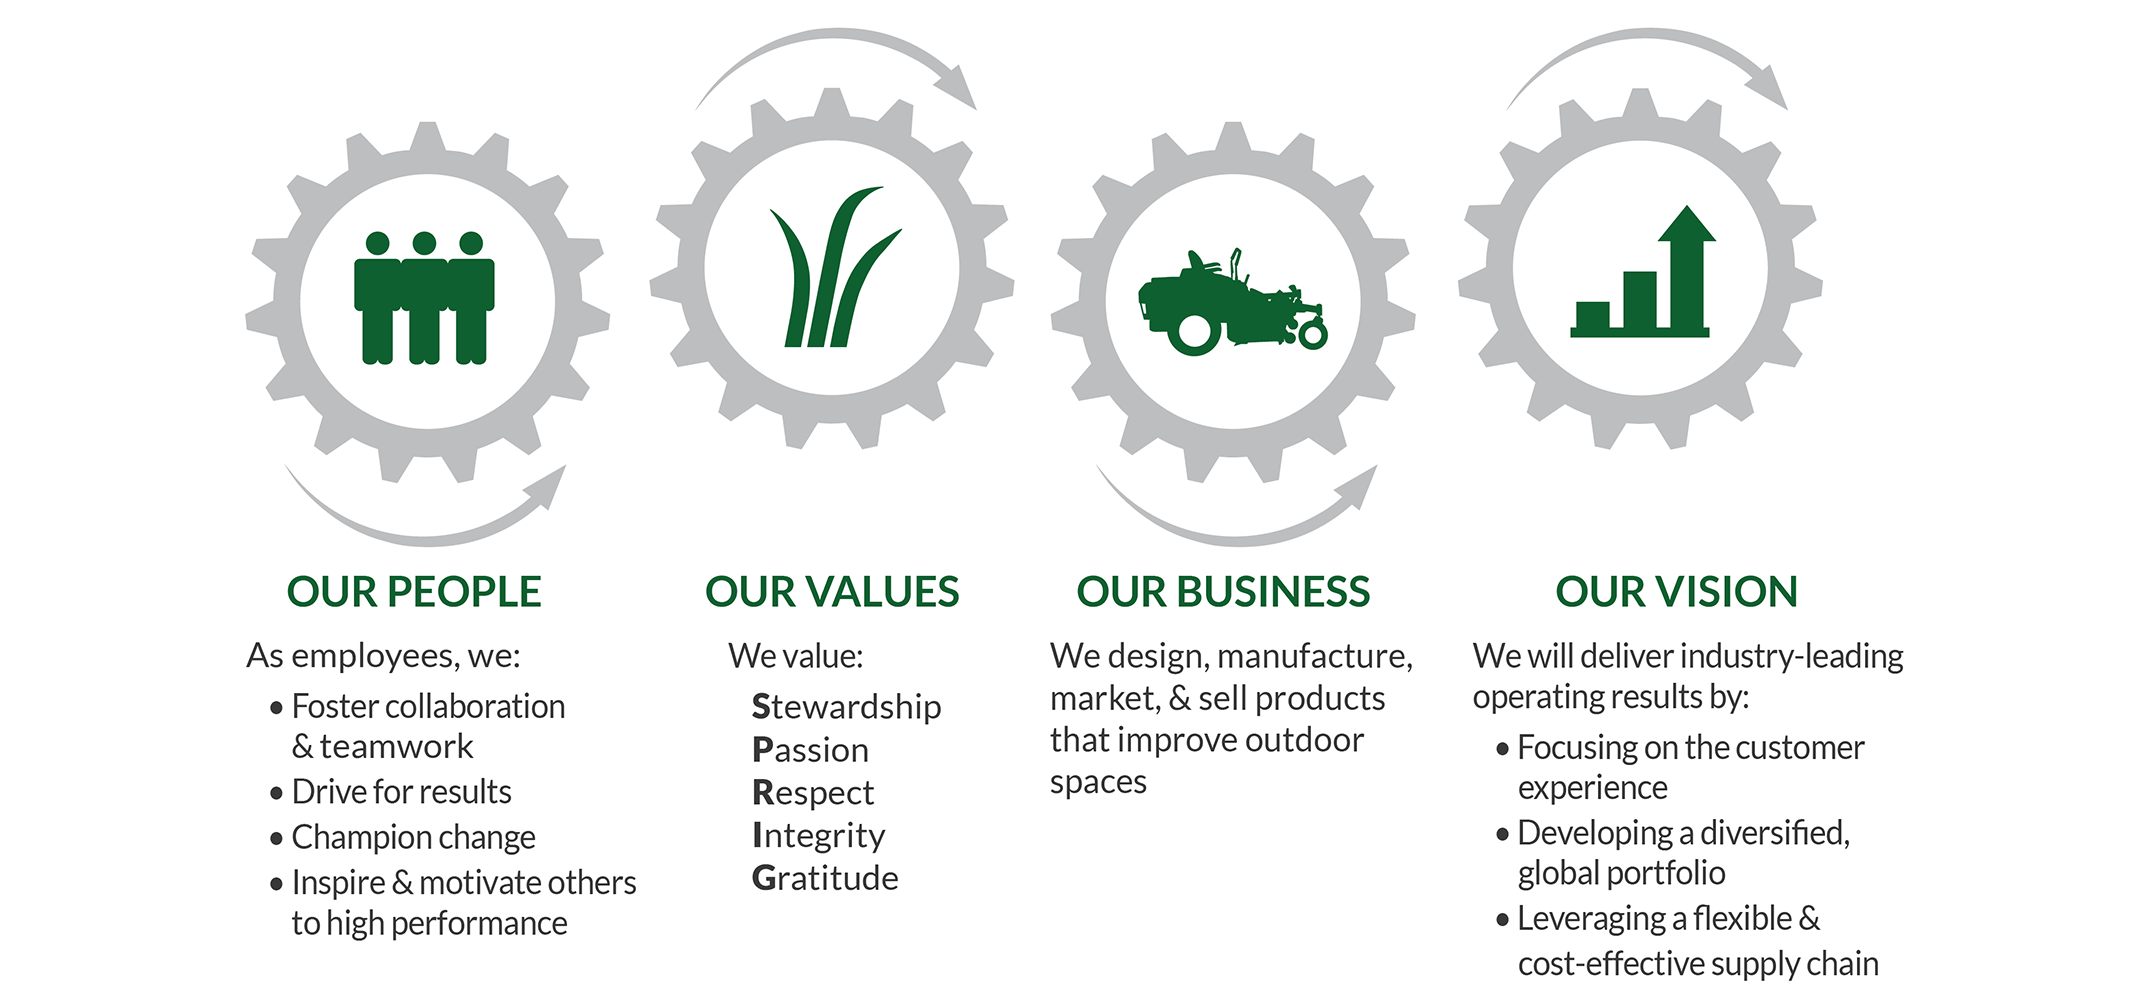 OUR PEOPLE
As employees, we:
• Foster collaboration
& teamwork
• Drive for results
• Champion change
• Inspire & motivate others
to high performance
OUR VALUES
We value:
Stewardship
Passion
Respect
Integrity
Gratitude
OUR BUSINESS
We design, manufacture,
market, & sell products
that improve outdoor
spaces
OUR VISION
We will deliver industry-leading
operating results by:
• Focusing on the customer
experience
• Developing a diversified,
global portfolio
• Leveraging a flexible &
cost-effective supply chain